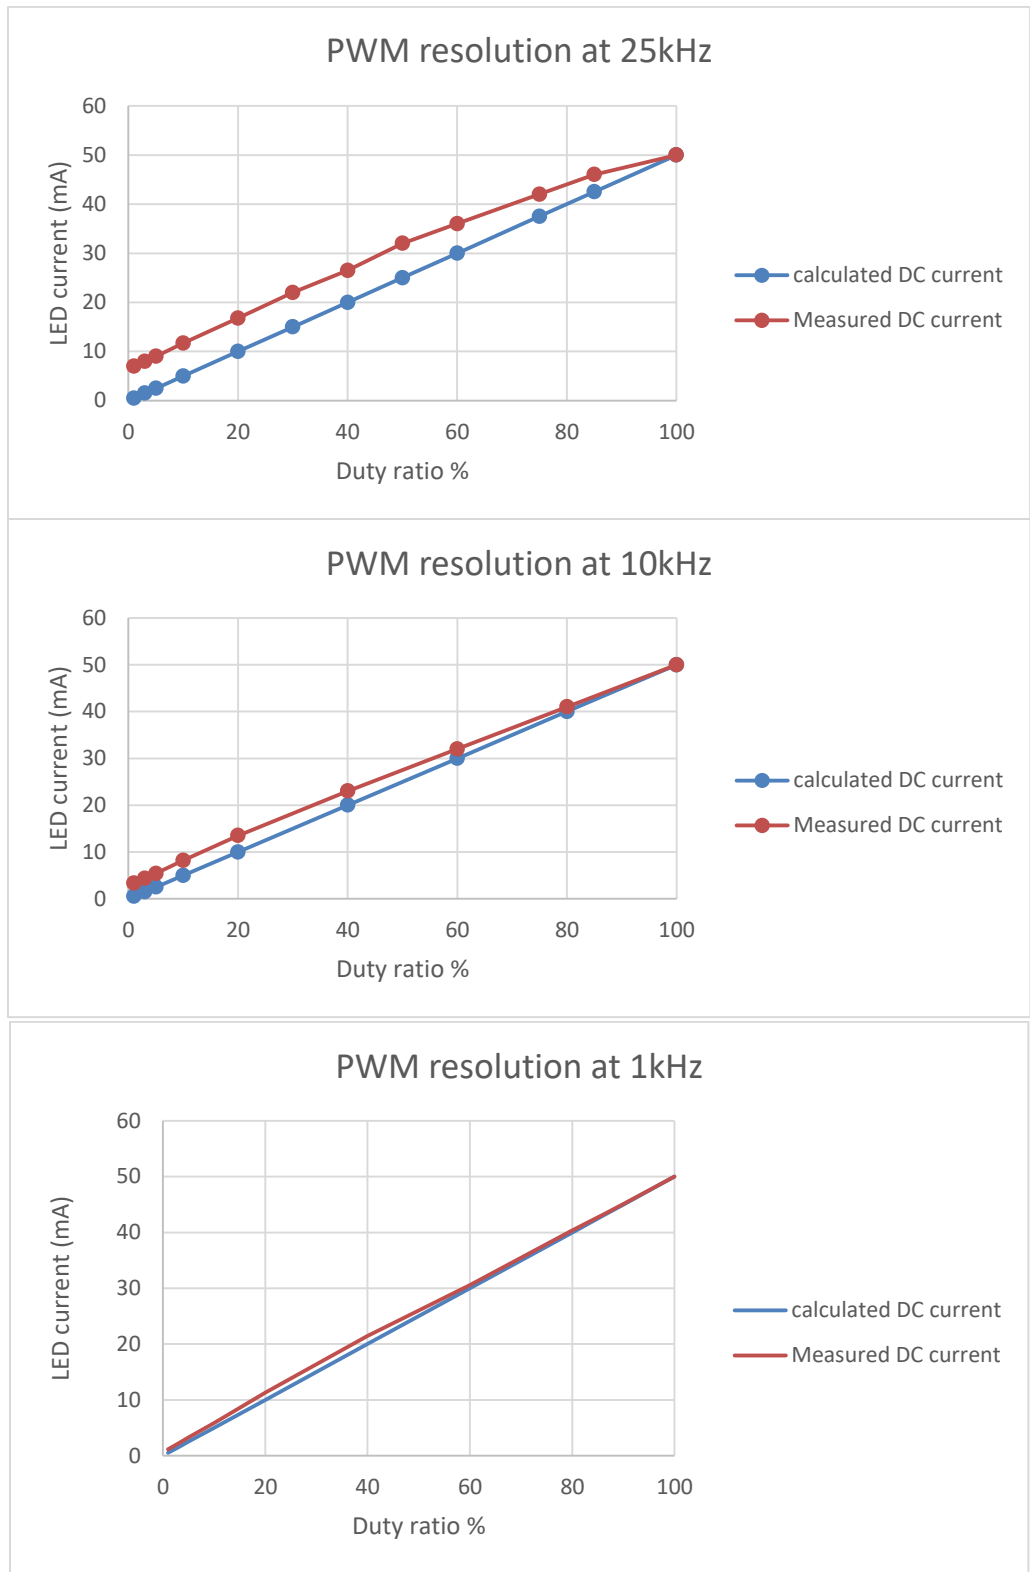 PWM resolution at 25kHz
60
50
40
30
20
10
0
LED current (mA)
0 20 40 60 80 100
Duty ratio %
calculated DC current
Measured DC current
PWM resolution at 10kHz
60
50
40
30
20
10
0
LED current (mA)
0 20 40 60 80 100
Duty ratio %
calculated DC current
Measured DC current
PWM resolution at 1kHz
60
50
40
30
20
10
0
LED current (mA)
0 20 40 60 80 100
Duty ratio %
calculated DC current
Measured DC current